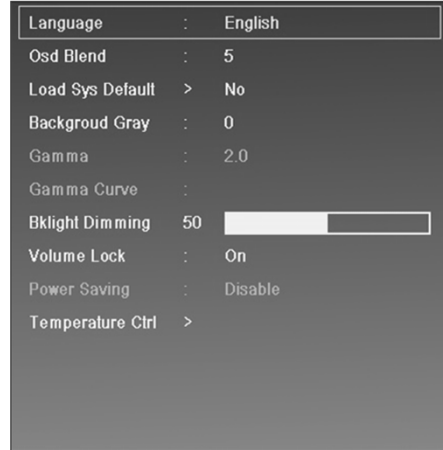 Language : English
Osd Blend : 5
Load Sys Default > No
Backgroud Gray : 0
Gamma : 2.0
Gamma Curve :
Bklight Dimming 50
Volume Lock : On
Power Saving : Disable
Temperature Ctrl >